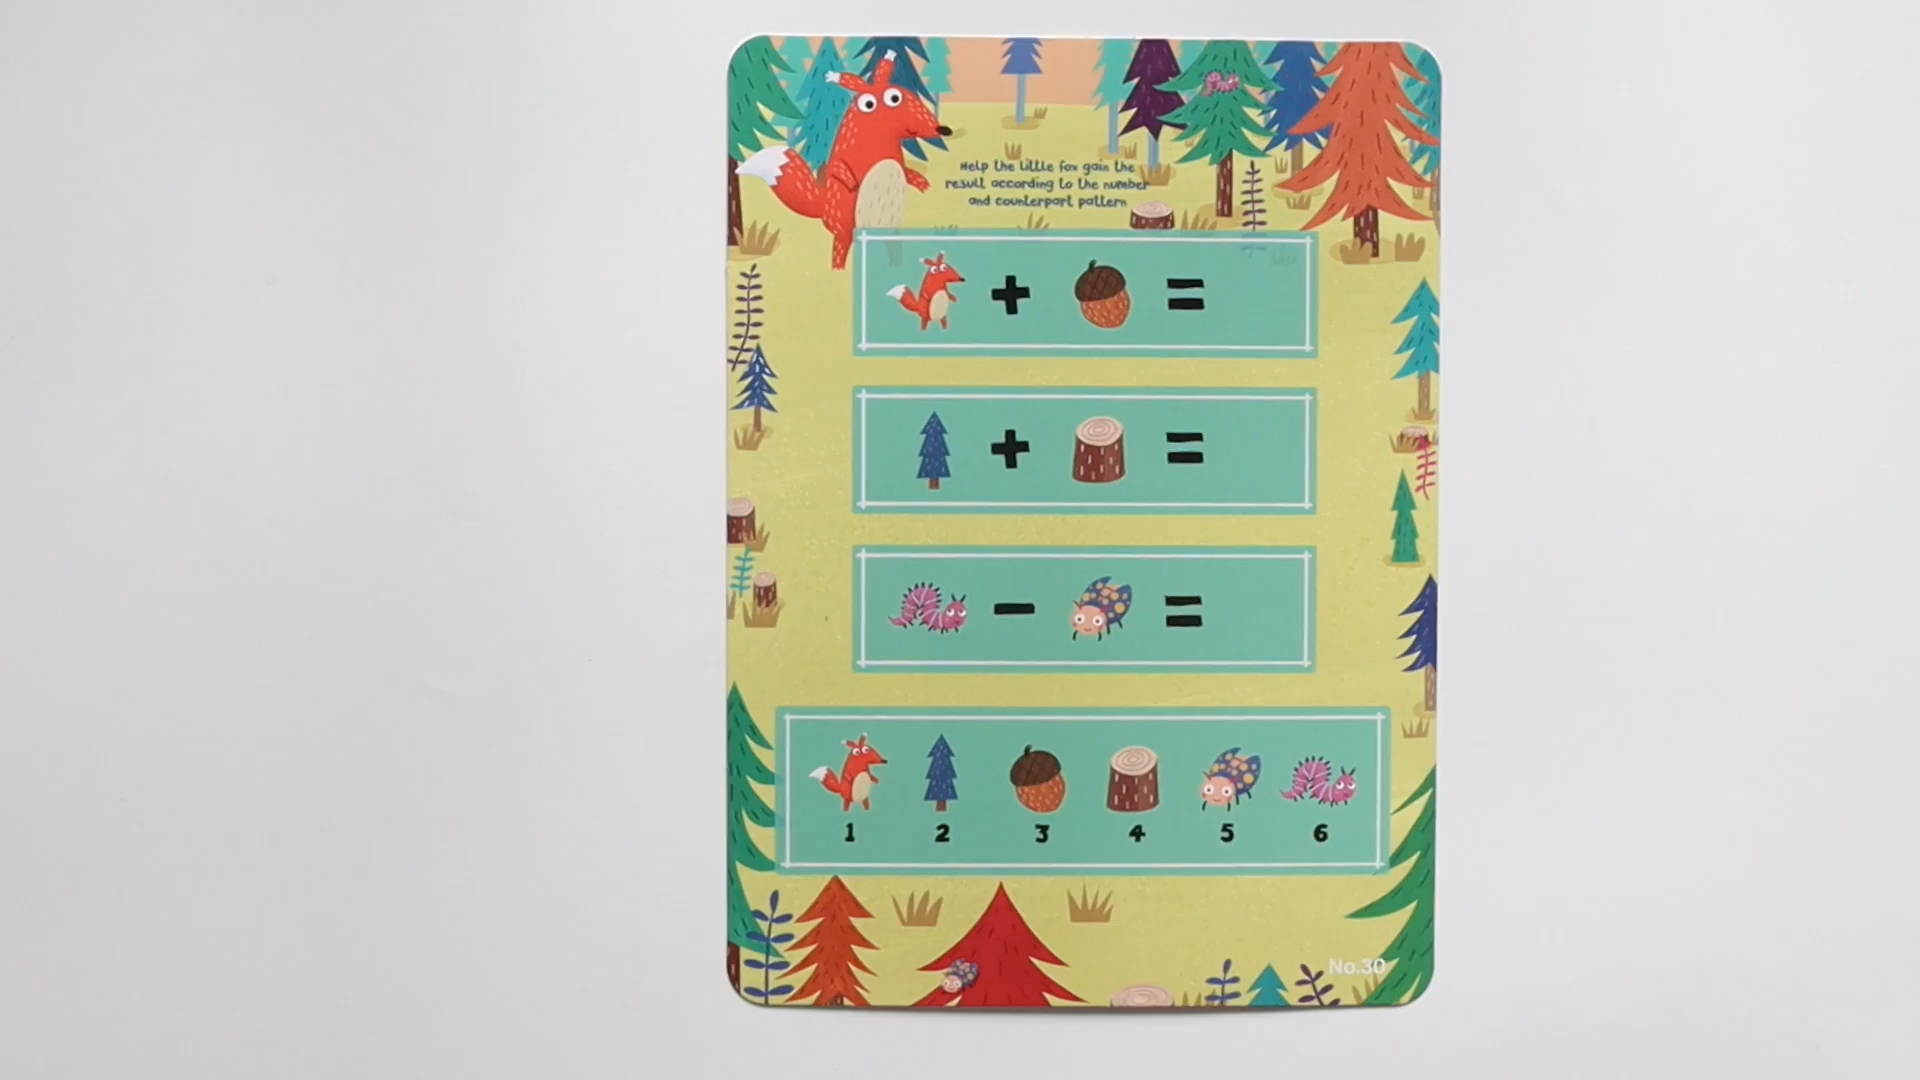 Help the little fox gain the
result according to the number
and counterpart pattern
+ =
+ =
- =
1 2 3 4 5 6
No.30